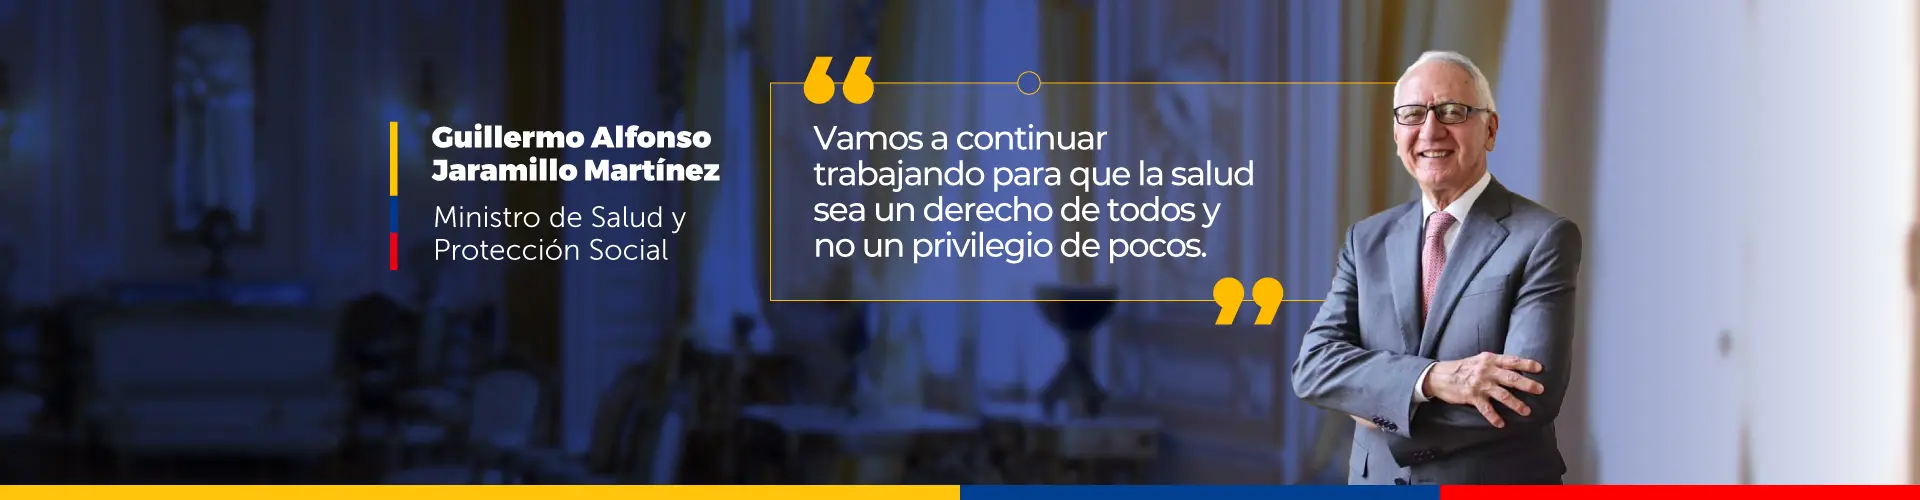 Guillermo Alfonso
Jaramillo Martínez
Ministro de Salud y
Protección Social
“
Vamos a continuar
trabajando para que la salud
sea un derecho de todos y
no un privilegio de pocos.
”